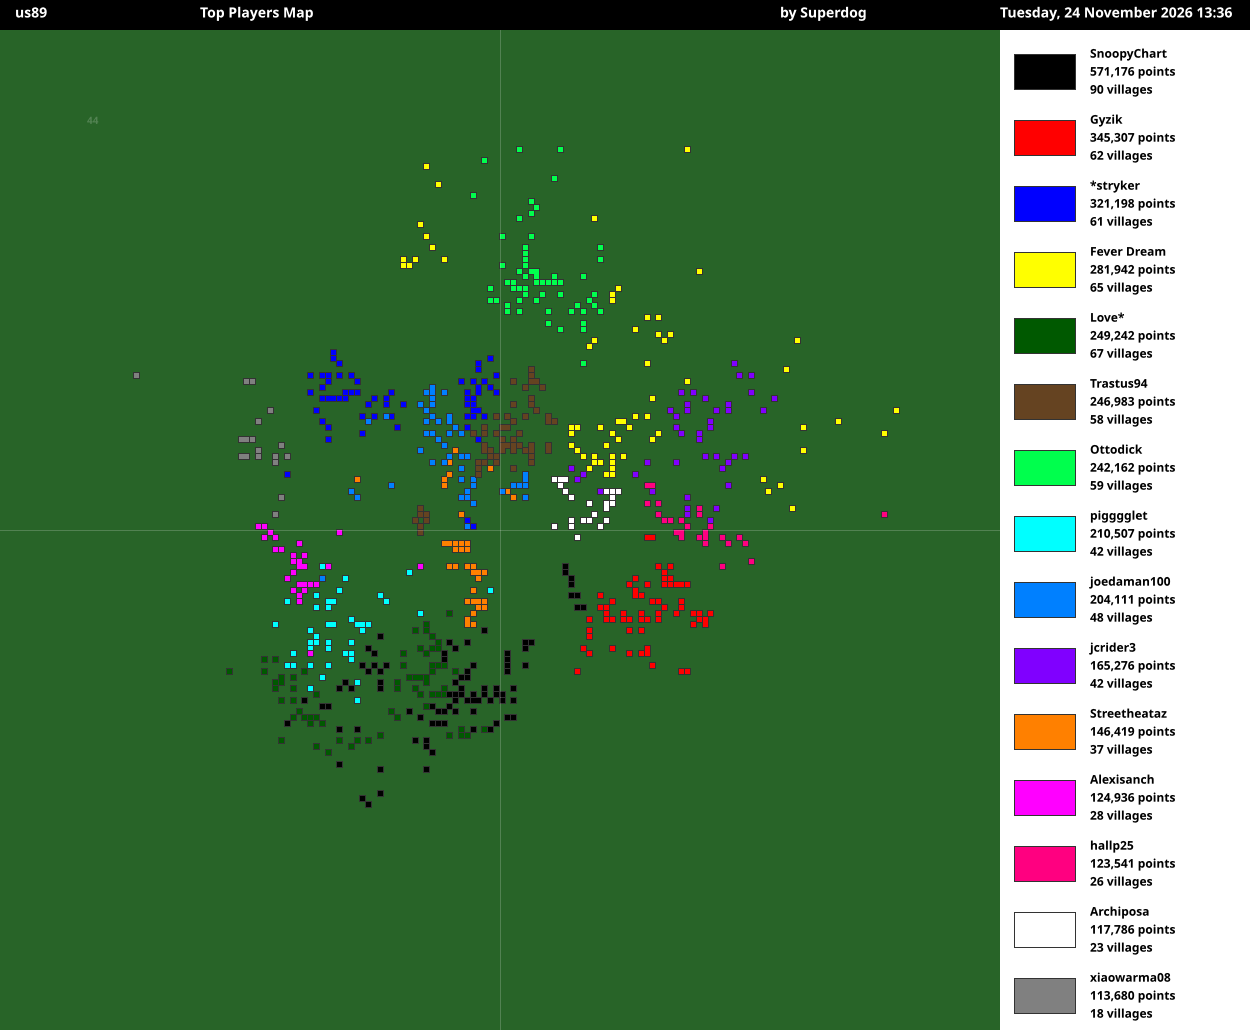 us89 Top Players Map by Superdog Tuesday, 24 November 2026 13:36
44
SnoopyChart
571,176 points
90 villages
Gyzik
345,307 points
62 villages
*stryker
321,198 points
61 villages
Fever Dream
281,942 points
65 villages
Love*
249,242 points
67 villages
Trastus94
246,983 points
58 villages
Ottodick
242,162 points
59 villages
pigggglet
210,507 points
42 villages
joedaman100
204,111 points
48 villages
jcrider3
165,276 points
42 villages
Streetheataz
146,419 points
37 villages
Alexisanch
124,936 points
28 villages
hallp25
123,541 points
26 villages
Archiposa
117,786 points
23 villages
xiaowarma08
113,680 points
18 villages